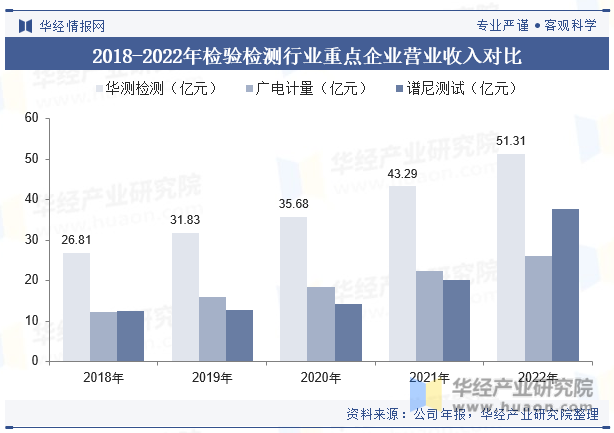 华经情报网
专业严谨 • 客观科学
2018-2022年检验检测行业重点企业营业收入对比
华测检测（亿元） 广电计量（亿元） 谱尼测试（亿元）
60
50
40
30
20
10
0
26.81
31.83
35.68
43.29
51.31
2018年 2019年 2020年 2021年 2022年
华经产业研究院
www.huaon.com
资料来源：公司年报，华经产业研究院整理